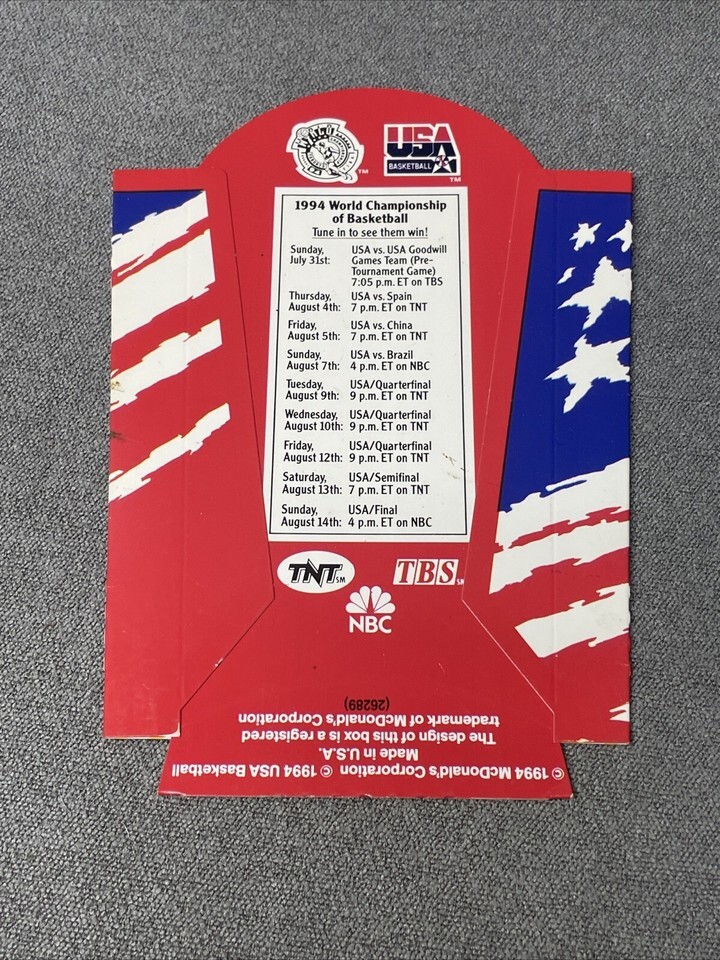 TM
USA
BASKETBALL
TM
1994 World Championship
of Basketball
Tune in to see them win!
Sunday, USA vs. USA Goodwill
July 31st: Games Team (Pre-
Tournament Game)
7:05 p.m. ET on TBS
Thursday, USA vs. Spain
August 4th: 7 p.m. ET on TNT
Friday, USA vs. China
August 5th: 7 p.m. ET on TNT
Sunday, USA vs. Brazil
August 7th: 4 p.m. ET on NBC
Tuesday, USA/Quarterfinal
August 9th: 9 p.m. ET on TNT
Wednesday, USA/Quarterfinal
August 10th: 9 p.m. ET on TNT
Friday, USA/Quarterfinal
August 12th: 9 p.m. ET on TNT
Saturday, USA/Semifinal
August 13th: 7 p.m. ET on TNT
Sunday, USA/Final
August 14th: 4 p.m. ET on NBC
TNT SM
TBS SM
NBC
© 1994 McDonald's Corporation © 1994 USA Basketball
Made in U.S.A.
The design of this box is a registered
trademark of McDonald's Corporation
(26289)